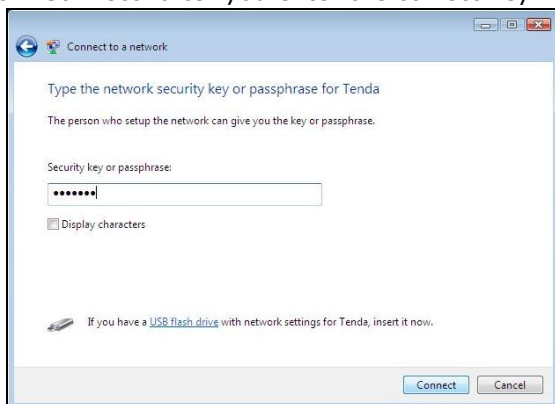 Connect to a network
Type the network security key or passphrase for Tenda
The person who setup the network can give you the key or passphrase.
Security key or passphrase:
•••••••
Display characters
If you have a USB flash drive with network settings for Tenda, insert it now.
Connect Cancel